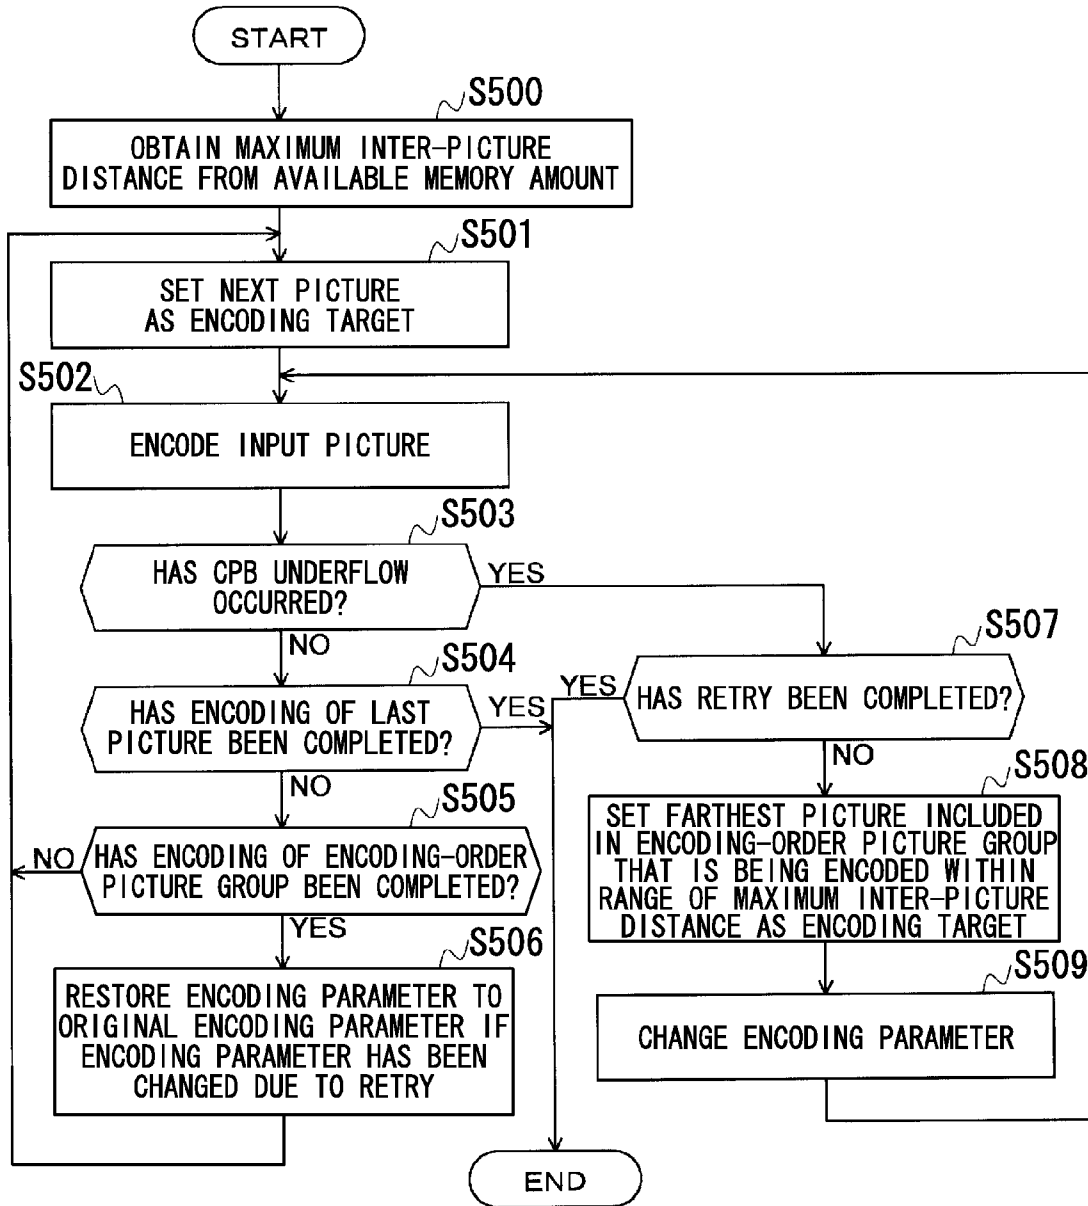 START
S500
OBTAIN MAXIMUM INTER-PICTURE
DISTANCE FROM AVAILABLE MEMORY AMOUNT
S501
SET NEXT PICTURE
AS ENCODING TARGET
S502
ENCODE INPUT PICTURE
S503
HAS CPB UNDERFLOW
OCCURRED?
YES
NO
S504
HAS ENCODING OF LAST
PICTURE BEEN COMPLETED?
YES
NO
S505
HAS ENCODING OF ENCODING-ORDER
PICTURE GROUP BEEN COMPLETED?
NO
YES
S506
RESTORE ENCODING PARAMETER TO
ORIGINAL ENCODING PARAMETER IF
ENCODING PARAMETER HAS BEEN
CHANGED DUE TO RETRY
S507
HAS RETRY BEEN COMPLETED?
YES
NO
S508
SET FARTHEST PICTURE INCLUDED
IN ENCODING-ORDER PICTURE GROUP
THAT IS BEING ENCODED WITHIN
RANGE OF MAXIMUM INTER-PICTURE
DISTANCE AS ENCODING TARGET
S509
CHANGE ENCODING PARAMETER
END